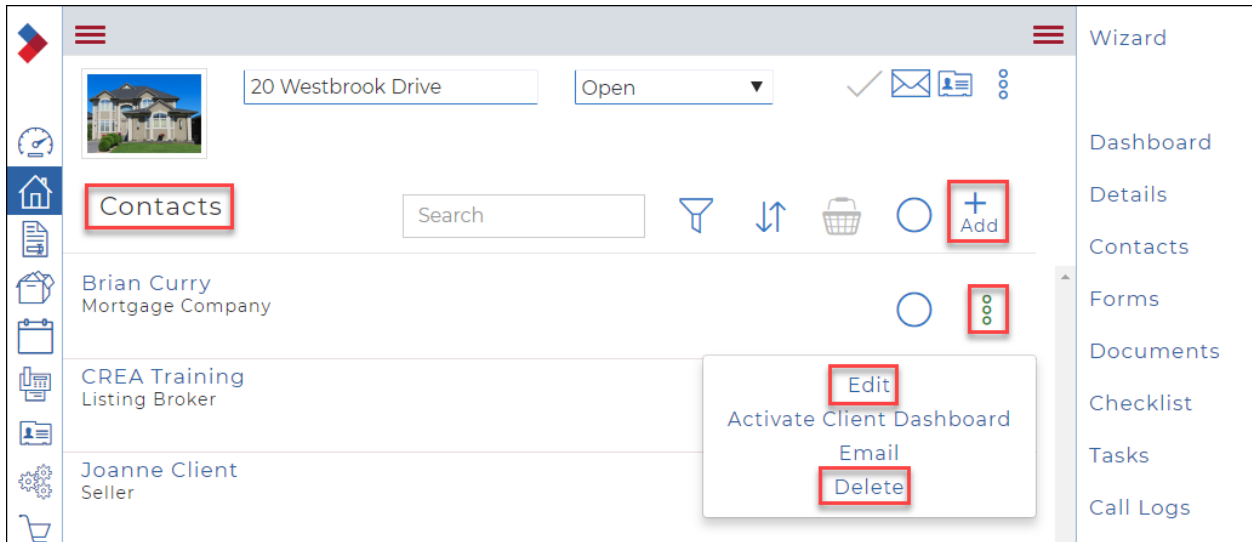 20 Westbrook Drive
Open
Contacts
Search
Add
Brian Curry
Mortgage Company
CREA Training
Listing Broker
Joanne Client
Seller
Edit
Activate Client Dashboard
Email
Delete
Wizard
Dashboard
Details
Contacts
Forms
Documents
Checklist
Tasks
Call Logs